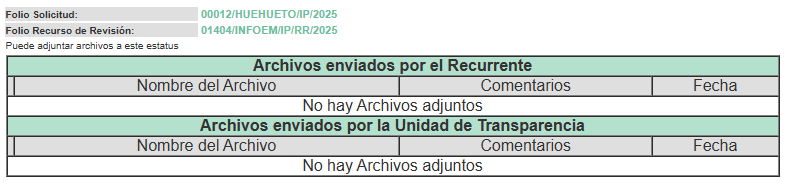 Folio Solicitud: 00012/HUEHUETO/IP/2025
Folio Recurso de Revisión: 01404/INFOEM/IP/RR/2025
Puede adjuntar archivos a este estatus
Archivos enviados por el Recurrente
Nombre del Archivo Comentarios Fecha
No hay Archivos adjuntos
Archivos enviados por la Unidad de Transparencia
Nombre del Archivo Comentarios Fecha
No hay Archivos adjuntos